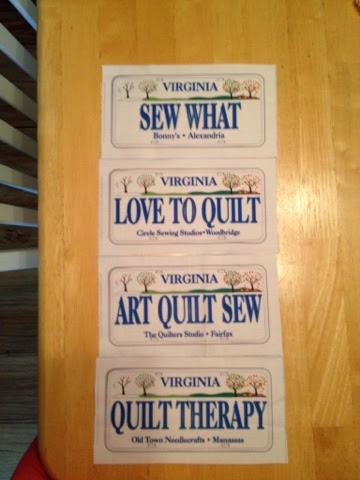 VIRGINIA
SEW WHAT
Bonny's • Alexandria
VIRGINIA
LOVE TO QUILT
Circle Sewing Studios • Woodbridge
VIRGINIA
ART QUILT SEW
The Quilters Studio • Fairfax
VIRGINIA
QUILT THERAPY
Old Town Needlecrafts • Manassas